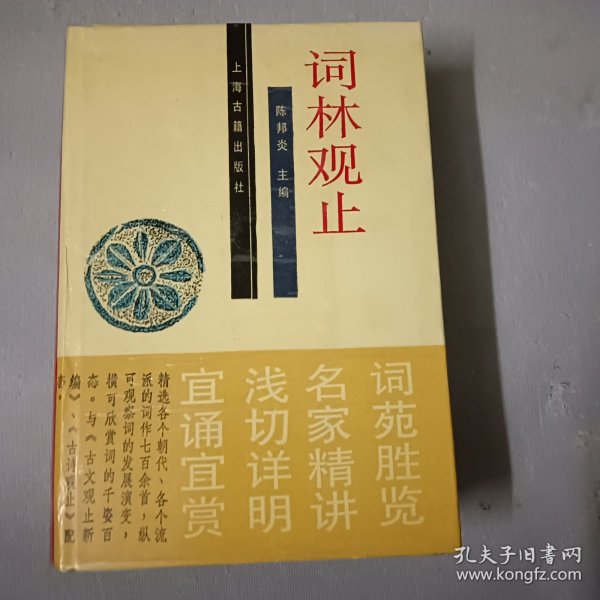 词林观止
陈邦炎 主编
上海古籍出版社
词苑胜览
名家精讲
浅切详明
宜诵宜赏
精选各个朝代、各个流
派的词作七百余首，纵
可观察词的发展演变，
横可欣赏词的千姿百
态。与《古文观止新
编》、《古诗观止》配
套。
孔夫子旧书网
www.kongfz.com